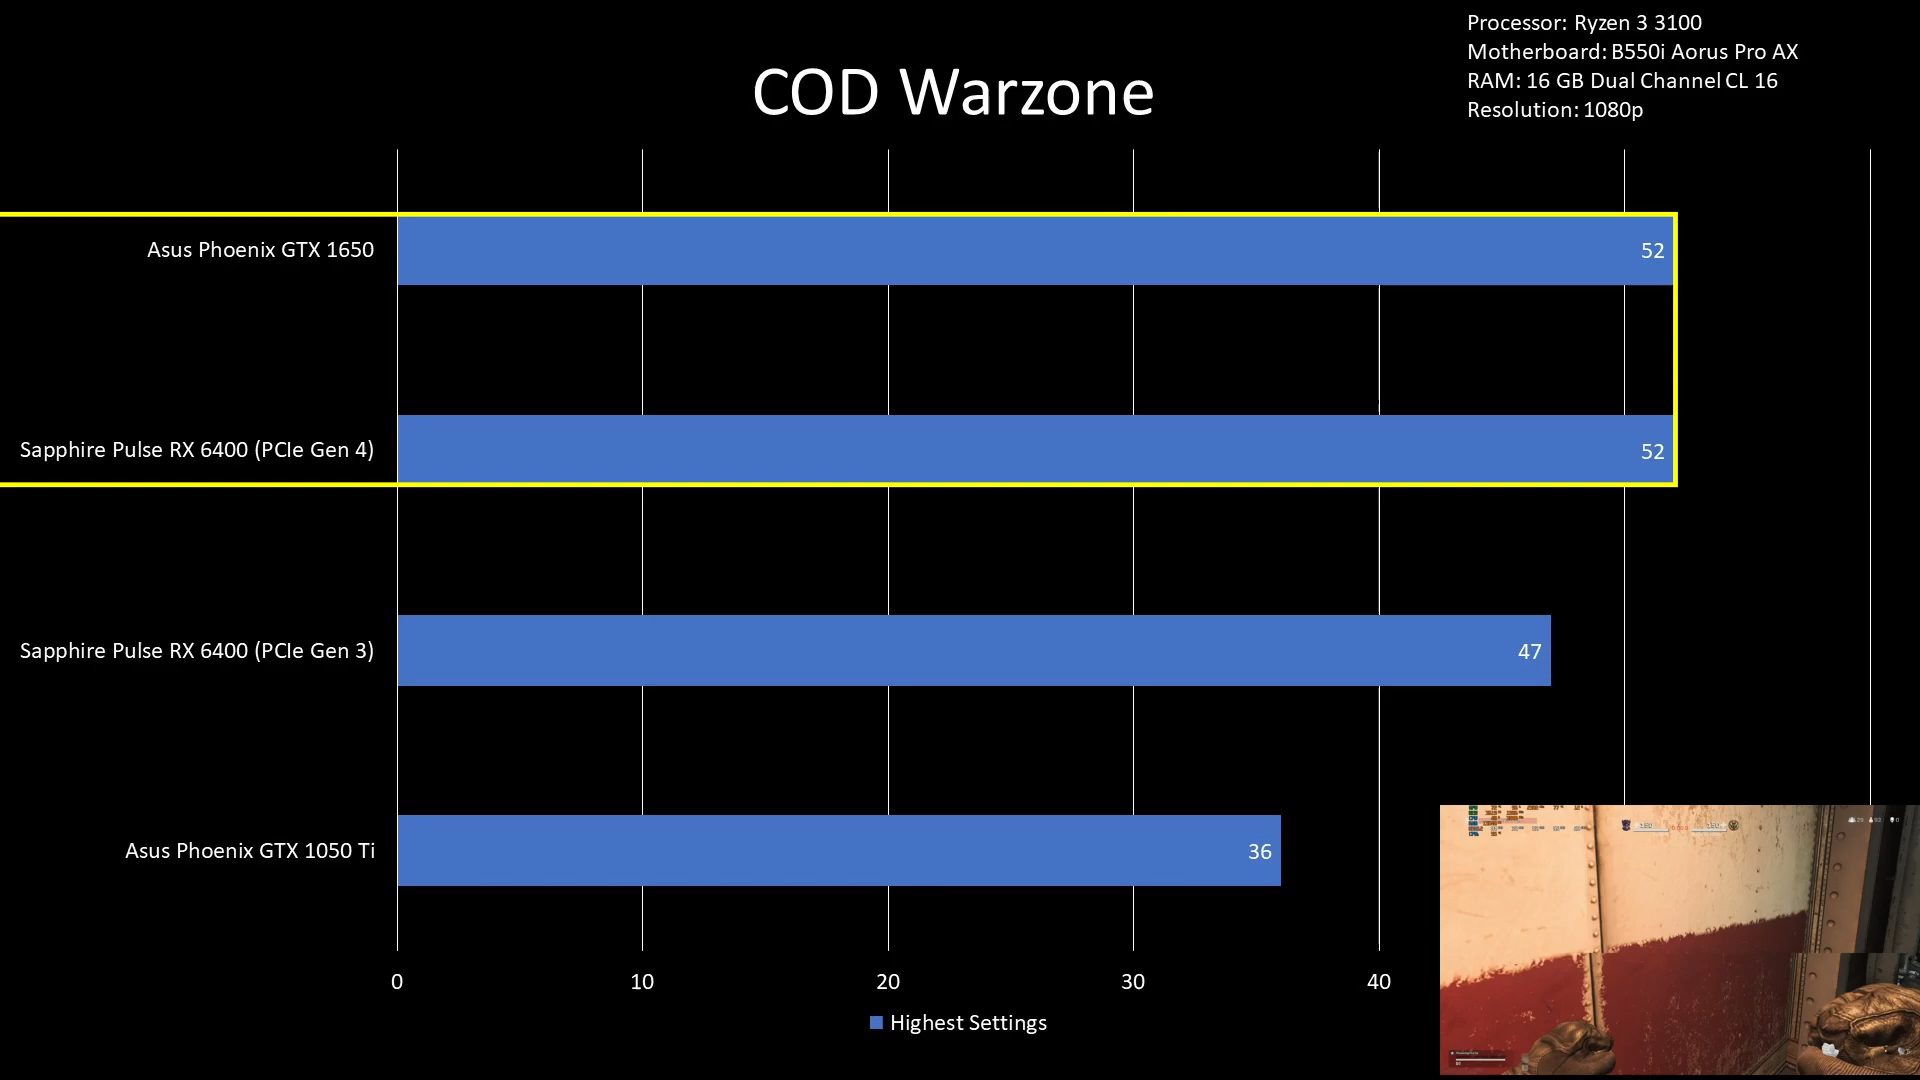 Processor: Ryzen 3 3100
Motherboard: B550i Aorus Pro AX
RAM: 16 GB Dual Channel CL 16
Resolution: 1080p
COD Warzone
Asus Phoenix GTX 1650
52
Sapphire Pulse RX 6400 (PCIe Gen 4)
52
Sapphire Pulse RX 6400 (PCIe Gen 3)
47
Asus Phoenix GTX 1050 Ti
36
0 10 20 30 40
Highest Settings